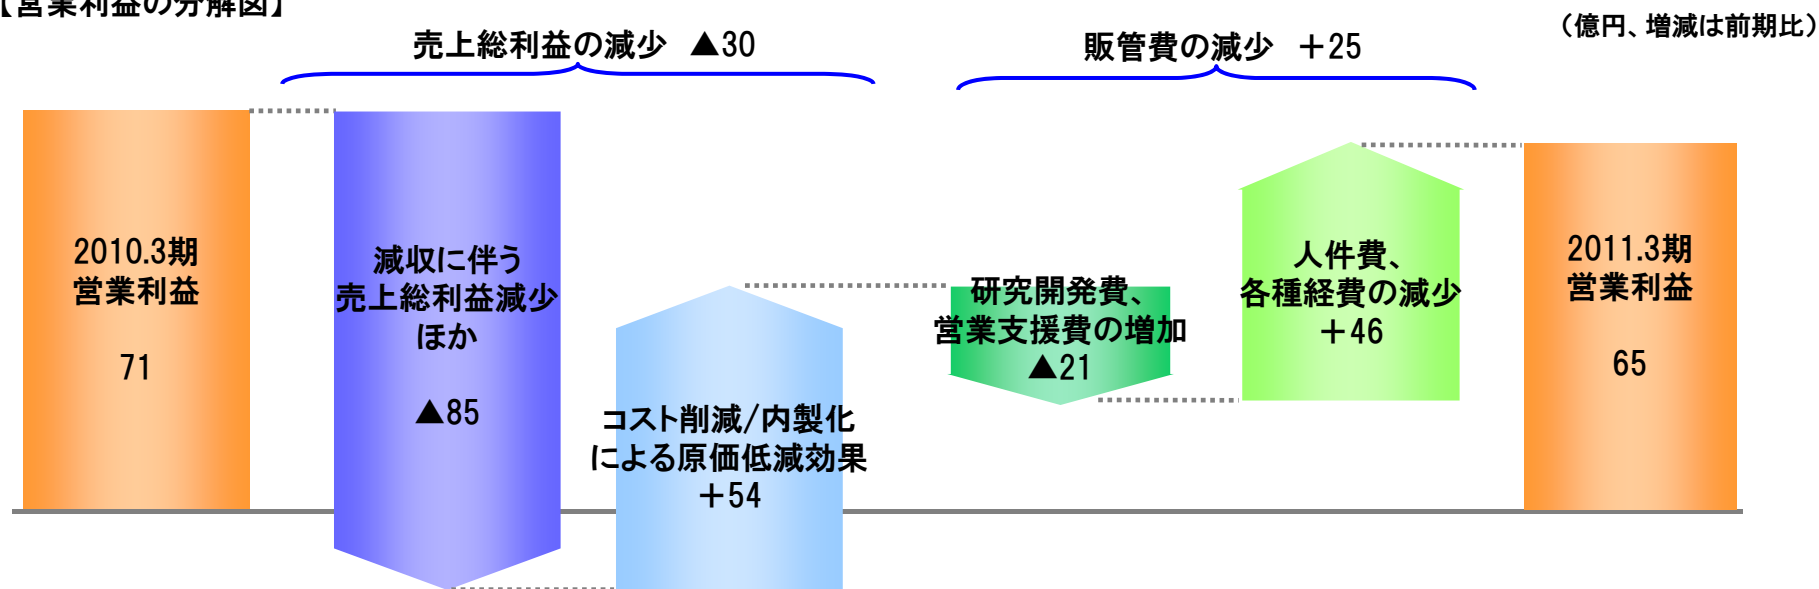 【営業利益の分解図】
(億円、増減は前期比)
売上総利益の減少 ▲30
販管費の減少 +25
2010.3期
営業利益
71
減収に伴う
売上総利益減少
ほか
▲85
コスト削減/内製化
による原価低減効果
+54
研究開発費、
営業支援費の増加
▲21
人件費、
各種経費の減少
+46
2011.3期
営業利益
65